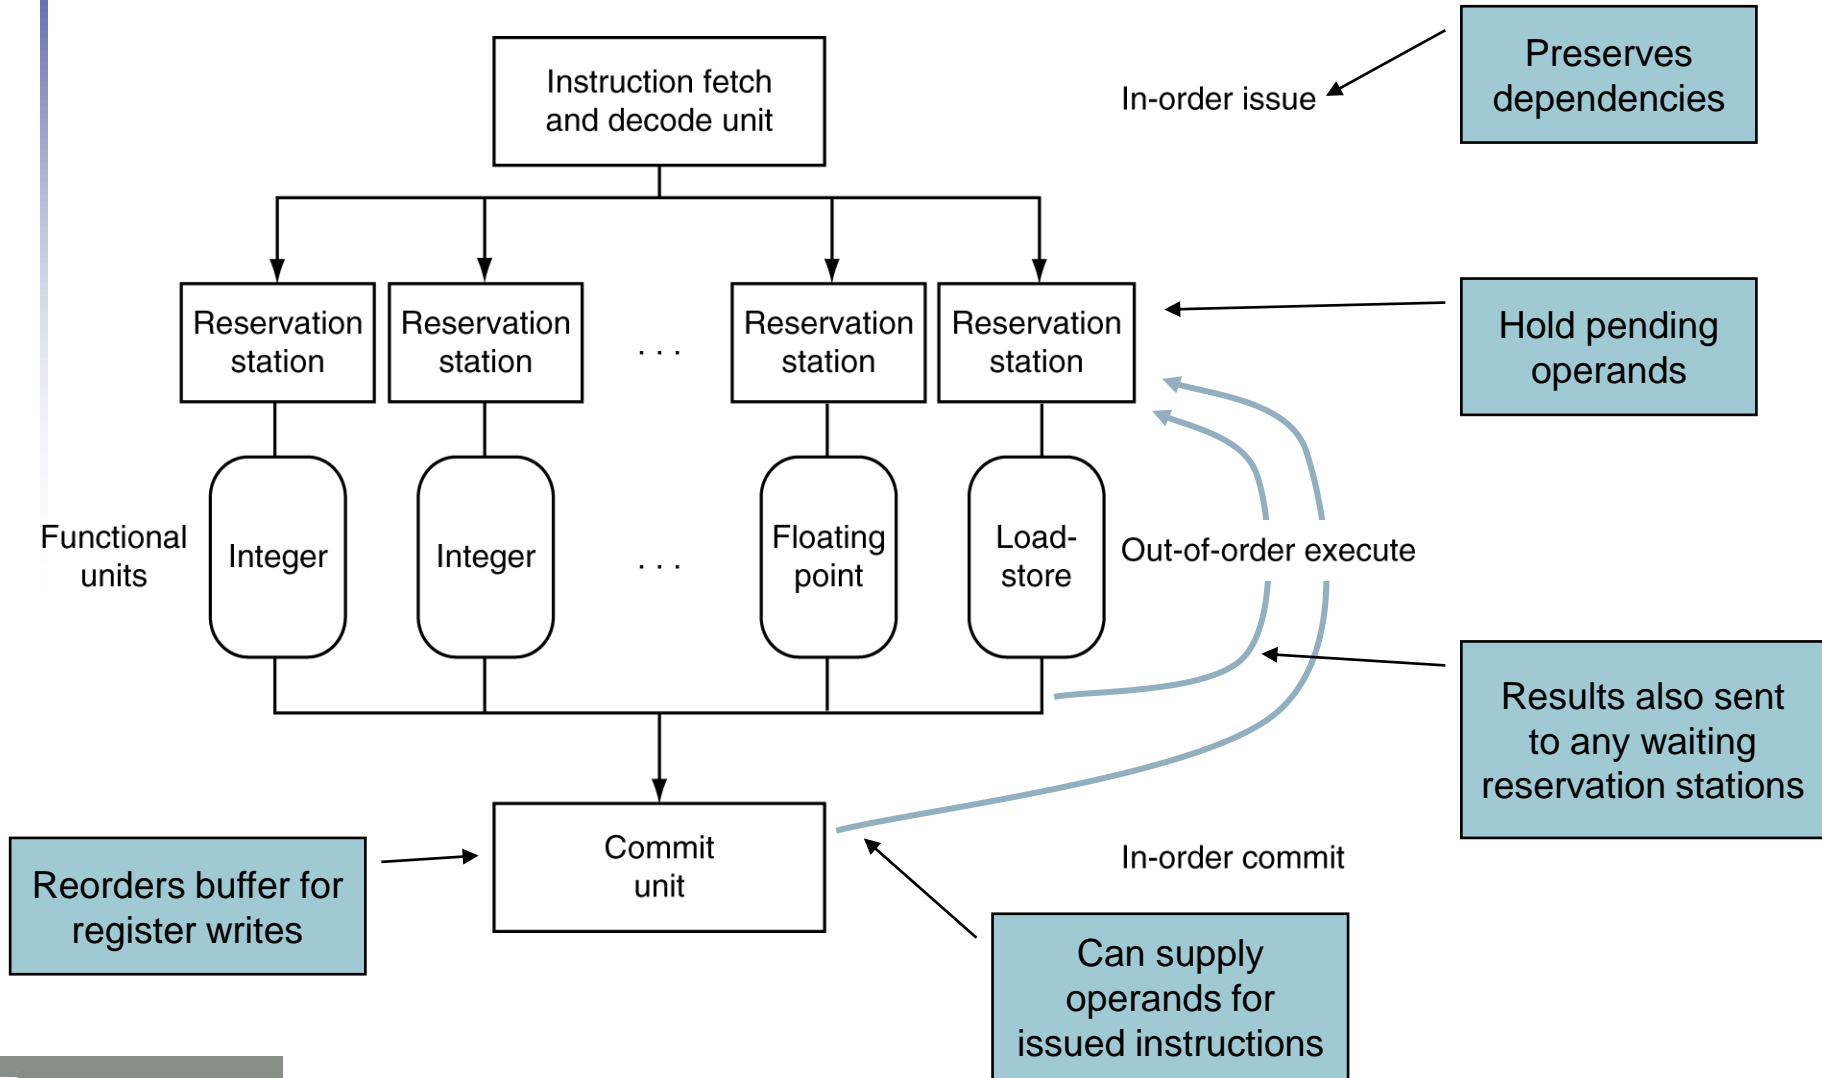 Instruction fetch
and decode unit
In-order issue
Preserves
dependencies
Reservation
station
Reservation
station
. . .
Reservation
station
Reservation
station
Hold pending
operands
Functional
units
Integer
Integer
. . .
Floating
point
Load-
store
Out-of-order execute
Results also sent
to any waiting
reservation stations
Commit
unit
In-order commit
Reorders buffer for
register writes
Can supply
operands for
issued instructions